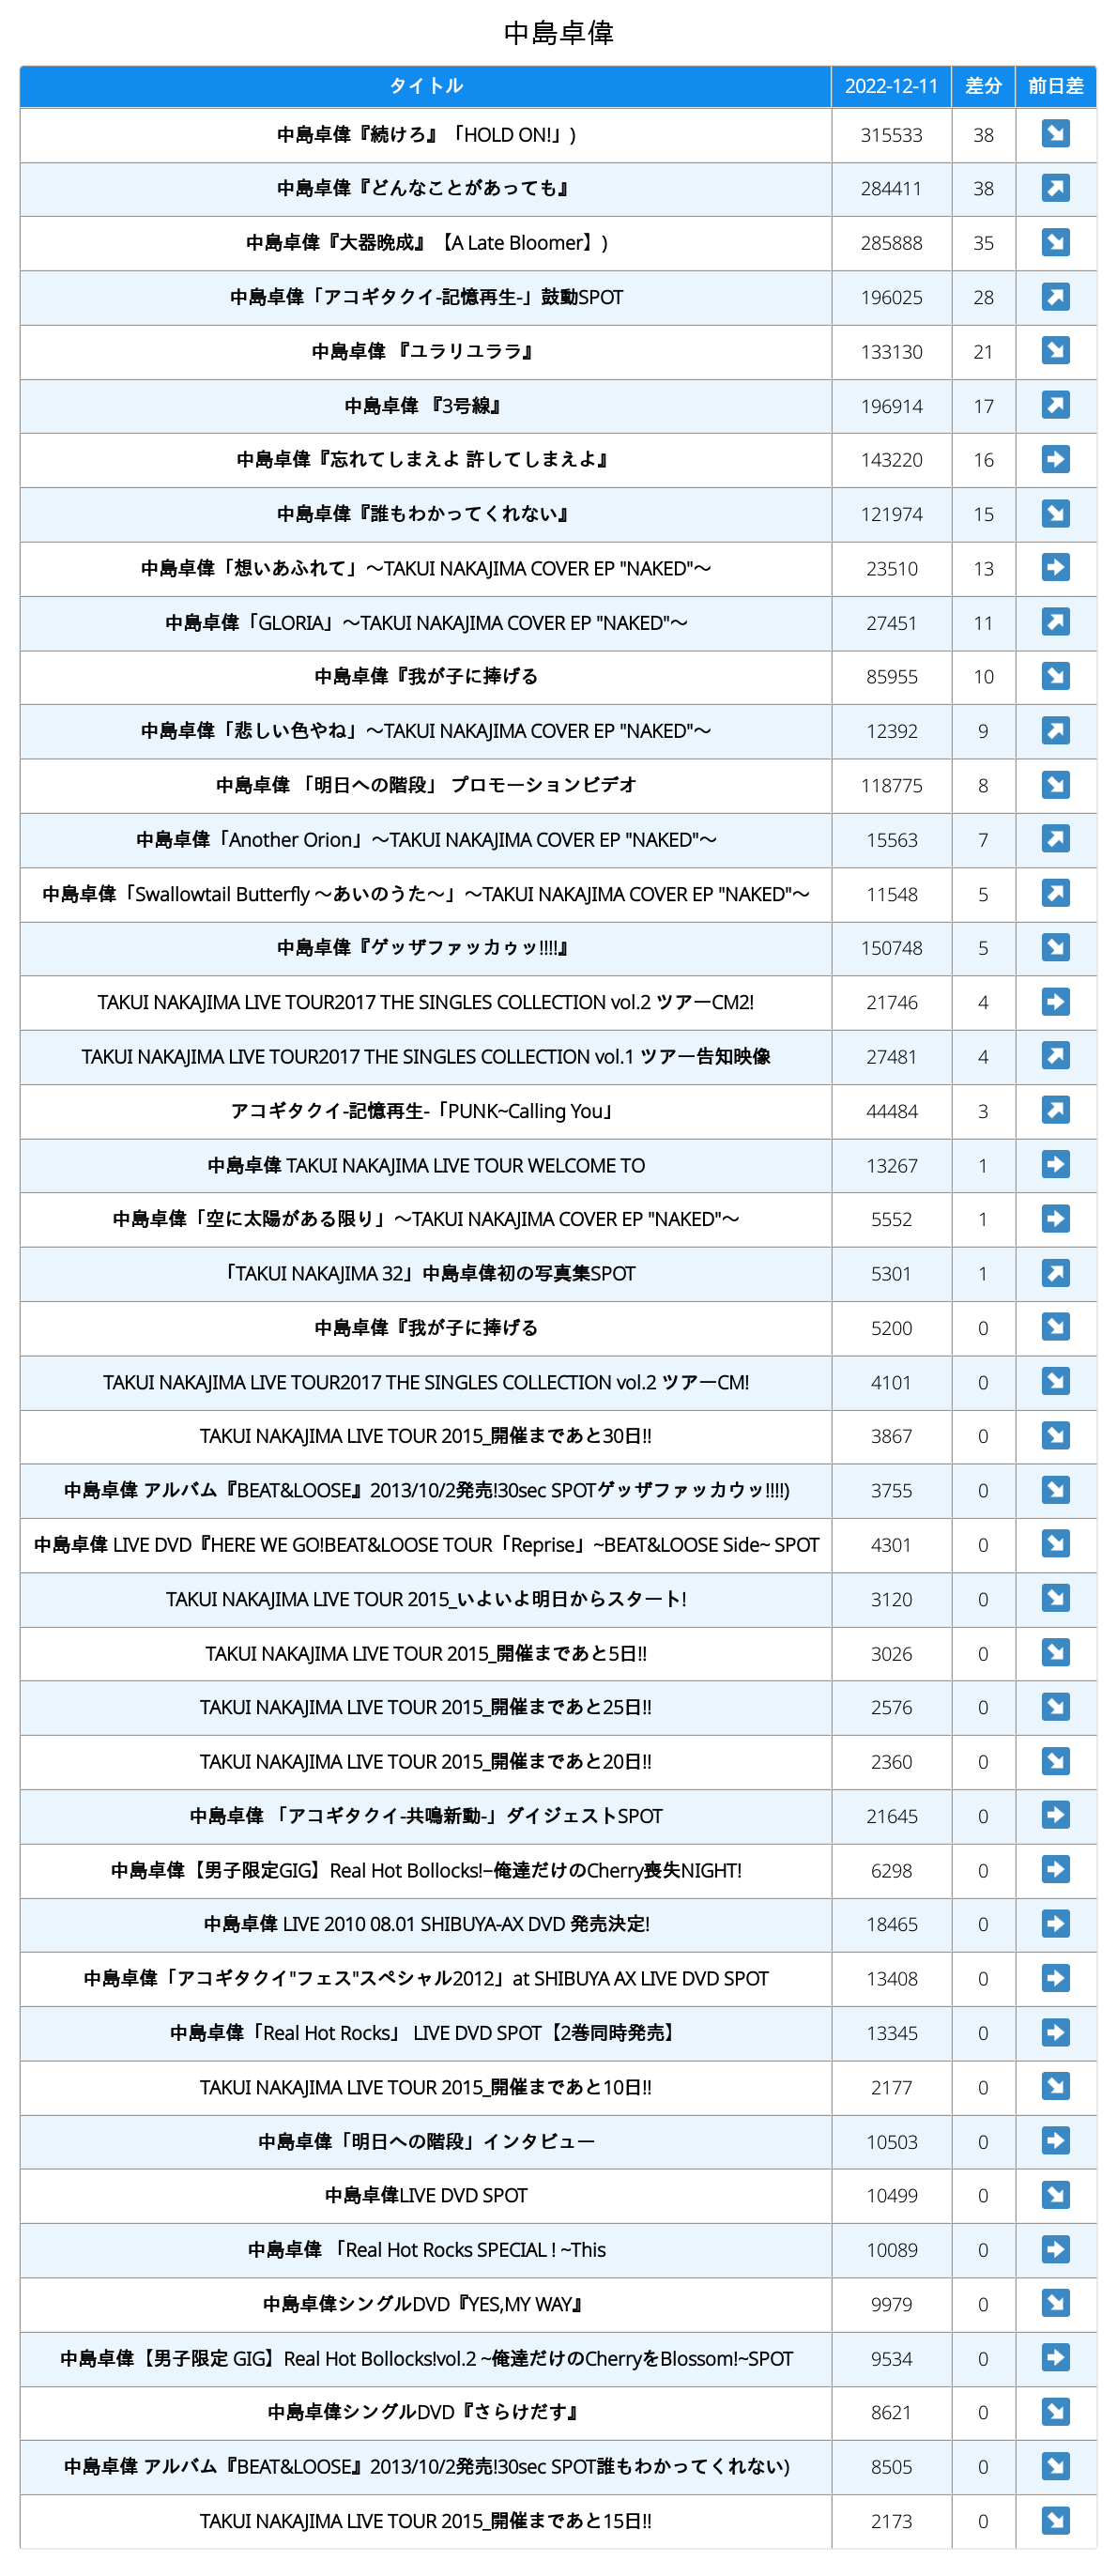 中島卓偉
タイトル 2022-12-11 差分 前日差
中島卓偉『続けろ』「HOLD ON!」) 315533 38 ↘
中島卓偉『どんなことがあっても』 284411 38 ↗
中島卓偉『大器晩成』【A Late Bloomer】) 285888 35 ↘
中島卓偉「アコギタクイ-記憶再生-」鼓動SPOT 196025 28 ↗
中島卓偉 『ユラリユララ』 133130 21 ↘
中島卓偉 『3号線』 196914 17 ↗
中島卓偉『忘れてしまえよ 許してしまえよ』 143220 16 ➡
中島卓偉『誰もわかってくれない』 121974 15 ↘
中島卓偉「想いあふれて」〜TAKUI NAKAJIMA COVER EP "NAKED"〜 23510 13 ➡
中島卓偉「GLORIA」〜TAKUI NAKAJIMA COVER EP "NAKED"〜 27451 11 ↗
中島卓偉『我が子に捧げる 85955 10 ↘
中島卓偉「悲しい色やね」〜TAKUI NAKAJIMA COVER EP "NAKED"〜 12392 9 ↗
中島卓偉 「明日への階段」 プロモーションビデオ 118775 8 ↘
中島卓偉「Another Orion」〜TAKUI NAKAJIMA COVER EP "NAKED"〜 15563 7 ↗
中島卓偉「Swallowtail Butterfly 〜あいのうた〜」〜TAKUI NAKAJIMA COVER EP "NAKED"〜 11548 5 ↗
中島卓偉『ゲッザファッカゥッ!!!!』 150748 5 ↘
TAKUI NAKAJIMA LIVE TOUR2017 THE SINGLES COLLECTION vol.2 ツアーCM2! 21746 4 ➡
TAKUI NAKAJIMA LIVE TOUR2017 THE SINGLES COLLECTION vol.1 ツアー告知映像 27481 4 ↗
アコギタクイ-記憶再生-「PUNK~Calling You」 44484 3 ↗
中島卓偉 TAKUI NAKAJIMA LIVE TOUR WELCOME TO 13267 1 ➡
中島卓偉「空に太陽がある限り」〜TAKUI NAKAJIMA COVER EP "NAKED"〜 5552 1 ➡
「TAKUI NAKAJIMA 32」中島卓偉初の写真集SPOT 5301 1 ↗
中島卓偉『我が子に捧げる 5200 0 ↘
TAKUI NAKAJIMA LIVE TOUR2017 THE SINGLES COLLECTION vol.2 ツアーCM! 4101 0 ↘
TAKUI NAKAJIMA LIVE TOUR 2015_開催まであと30日!! 3867 0 ↘
中島卓偉 アルバム『BEAT&LOOSE』2013/10/2発売!30sec SPOTゲッザファッカウッ!!!!) 3755 0 ↘
中島卓偉 LIVE DVD『HERE WE GO!BEAT&LOOSE TOUR「Reprise」~BEAT&LOOSE Side~ SPOT 4301 0 ↘
TAKUI NAKAJIMA LIVE TOUR 2015_いよいよ明日からスタート! 3120 0 ↘
TAKUI NAKAJIMA LIVE TOUR 2015_開催まであと5日!! 3026 0 ↘
TAKUI NAKAJIMA LIVE TOUR 2015_開催まであと25日!! 2576 0 ↘
TAKUI NAKAJIMA LIVE TOUR 2015_開催まであと20日!! 2360 0 ↘
中島卓偉 「アコギタクイ-共鳴新動-」ダイジェストSPOT 21645 0 ➡
中島卓偉【男子限定GIG】Real Hot Bollocks!−俺達だけのCherry喪失NIGHT! 6298 0 ➡
中島卓偉 LIVE 2010 08.01 SHIBUYA-AX DVD 発売決定! 18465 0 ➡
中島卓偉「アコギタクイ"フェス"スペシャル2012」at SHIBUYA AX LIVE DVD SPOT 13408 0 ➡
中島卓偉「Real Hot Rocks」 LIVE DVD SPOT【2巻同時発売】 13345 0 ➡
TAKUI NAKAJIMA LIVE TOUR 2015_開催まであと10日!! 2177 0 ↘
中島卓偉「明日への階段」インタビュー 10503 0 ➡
中島卓偉LIVE DVD SPOT 10499 0 ↘
中島卓偉 「Real Hot Rocks SPECIAL ! ~This 10089 0 ➡
中島卓偉シングルDVD『YES,MY WAY』 9979 0 ↘
中島卓偉【男子限定 GIG】Real Hot Bollocks!vol.2 ~俺達だけのCherryをBlossom!~SPOT 9534 0 ➡
中島卓偉シングルDVD『さらけだす』 8621 0 ↘
中島卓偉 アルバム『BEAT&LOOSE』2013/10/2発売!30sec SPOT誰もわかってくれない) 8505 0 ↘
TAKUI NAKAJIMA LIVE TOUR 2015_開催まであと15日!! 2173 0 ↘